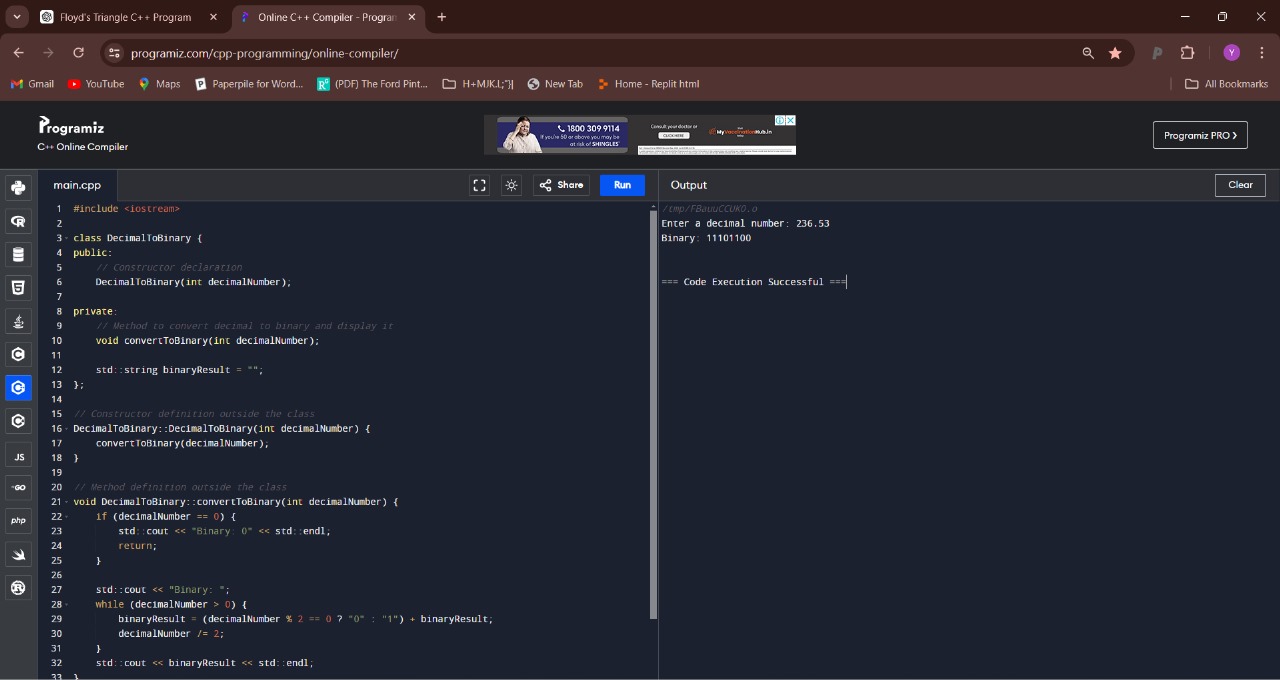 Floyd's Triangle C++ Program
Online C++ Compiler - Program
programiz.com/cpp-programming/online-compiler/
Y
Gmail
YouTube
Maps
Paperpile for Word...
(PDF) The Ford Pint...
H+MJK.L;"}{
New Tab
Home - Replit html
All Bookmarks
Programiz
C++ Online Compiler
1800 309 9114
If you're 50 or above you may be
at risk of SHINGLES*
Consult your doctor or
CLICK HERE
MyVaccinationHub.in
Programiz PRO >
main.cpp
Share
Run
Output
Clear
1 #include <iostream>
2
3 class DecimalToBinary {
4 public:
5 // Constructor declaration
6 DecimalToBinary(int decimalNumber);
7
8 private:
9 // Method to convert decimal to binary and display it
10 void convertToBinary(int decimalNumber);
11
12 std::string binaryResult = "";
13 };
14
15 // Constructor definition outside the class
16 DecimalToBinary::DecimalToBinary(int decimalNumber) {
17 convertToBinary(decimalNumber);
18 }
19
20 // Method definition outside the class
21 void DecimalToBinary::convertToBinary(int decimalNumber) {
22 if (decimalNumber == 0) {
23 std::cout << "Binary: 0" << std::endl;
24 return;
25 }
26
27 std::cout << "Binary: ";
28 while (decimalNumber > 0) {
29 binaryResult = (decimalNumber % 2 == 0 ? "0" : "1") + binaryResult;
30 decimalNumber /= 2;
31 }
32 std::cout << binaryResult << std::endl;
33 }
/tmp/FBauuCCUKO.o
Enter a decimal number: 236.53
Binary: 11101100
=== Code Execution Successful ===
JS
GO
php